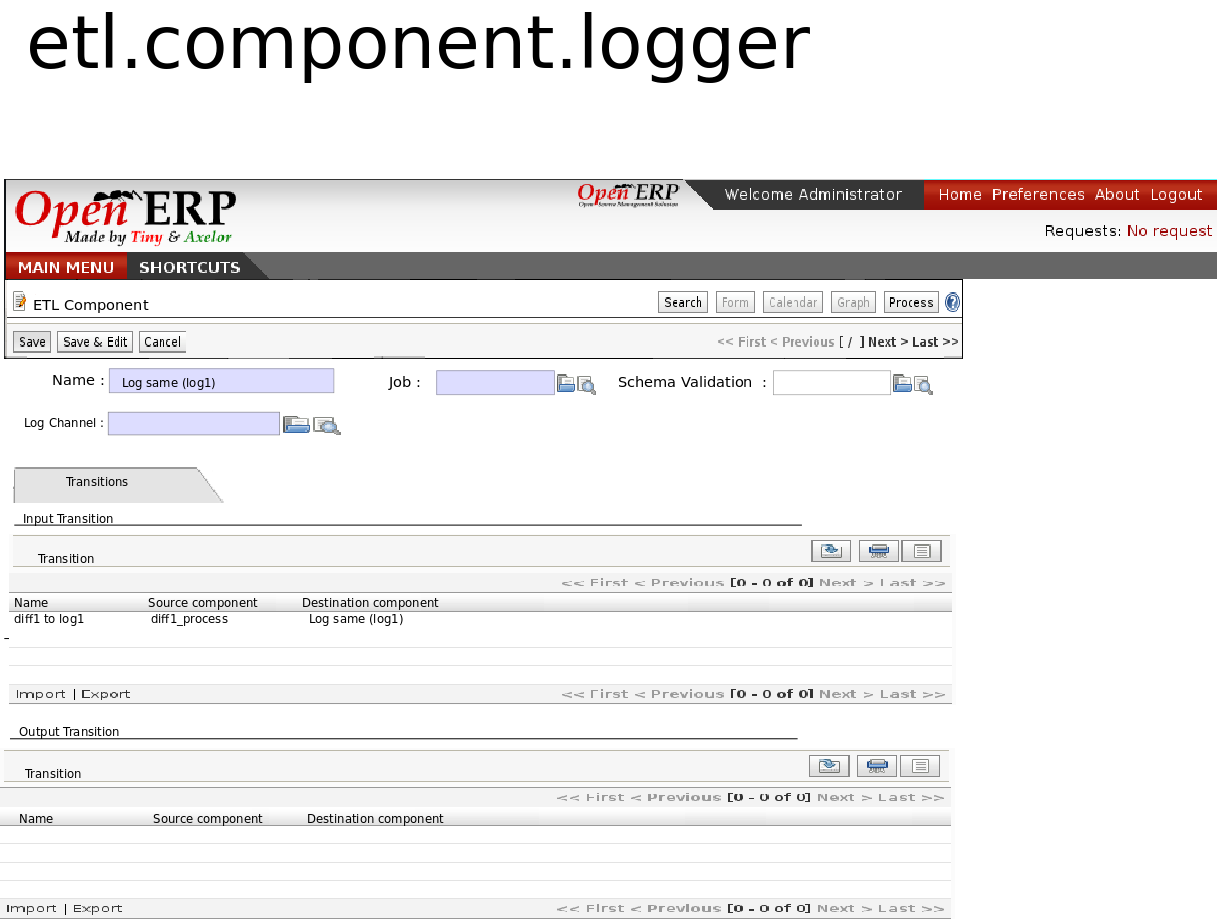 etl.component.logger
Open ERP
Made by Tiny & Axelor
Open ERP
Open Source Management Solution
Welcome Administrator
Home Preferences About Logout
Requests: No request
MAIN MENU SHORTCUTS
ETL Component Search Form Calendar Graph Process ?
Save Save & Edit Cancel << First < Previous [ / ] Next > Last >>
Name : Log same (log1) Job : Schema Validation :
Log Channel :
Transitions
Input Transition
Transition
<< First < Previous [0 - 0 of 0] Next > Last >>
Name Source component Destination component
diff1 to log1 diff1_process Log same (log1)
Import | Export << First < Previous [0 - 0 of 0] Next > Last >>
Output Transition
Transition
<< First < Previous [0 - 0 of 0] Next > Last >>
Name Source component Destination component
Import | Export << First < Previous [0 - 0 of 0] Next > Last >>